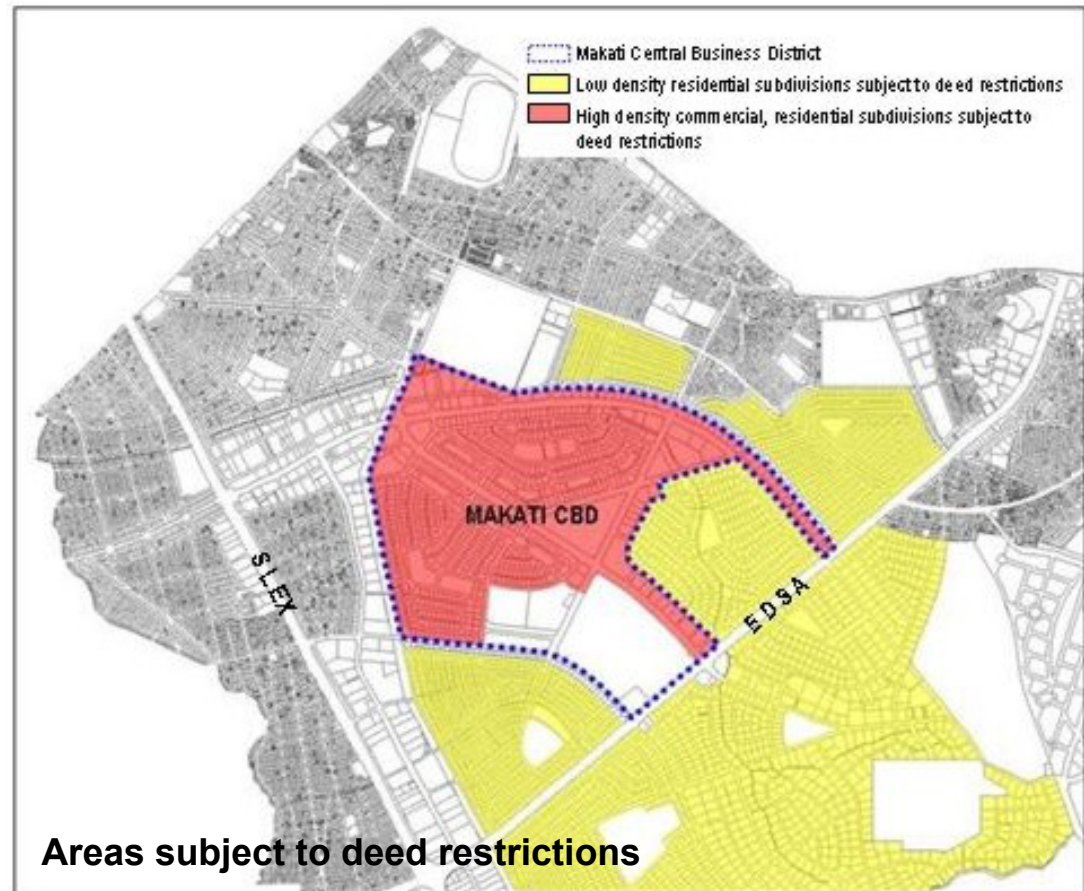 Makati Central Business District
Low density residential subdivisions subject to deed restrictions
High density commercial, residential subdivisions subject to
deed restrictions
MAKATI CBD
SLEX
EDSA
Areas subject to deed restrictions